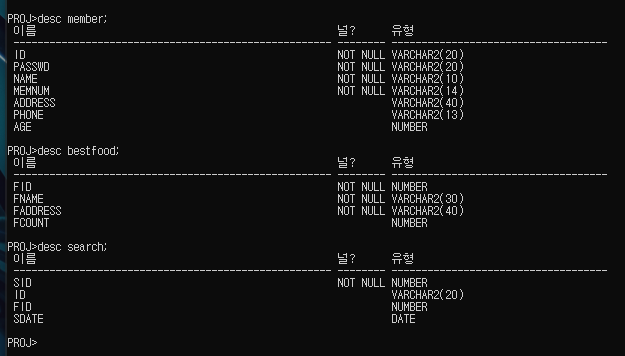 PROJ>desc member;
이름 널? 유형
----------------------------------------- -------- ----------------------------
ID NOT NULL VARCHAR2(20)
PASSWD NOT NULL VARCHAR2(20)
NAME NOT NULL VARCHAR2(10)
MEMNUM NOT NULL VARCHAR2(14)
ADDRESS VARCHAR2(40)
PHONE VARCHAR2(13)
AGE NUMBER
PROJ>desc bestfood;
이름 널? 유형
----------------------------------------- -------- ----------------------------
FID NOT NULL NUMBER
FNAME NOT NULL VARCHAR2(30)
FADDRESS NOT NULL VARCHAR2(40)
FCOUNT NUMBER
PROJ>desc search;
이름 널? 유형
----------------------------------------- -------- ----------------------------
SID NOT NULL NUMBER
ID VARCHAR2(20)
FID NUMBER
SDATE DATE
PROJ>